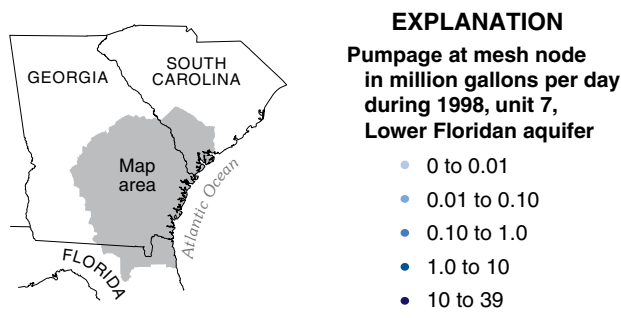 GEORGIA
SOUTH
CAROLINA
Map
area
Atlantic Ocean
FLORIDA
EXPLANATION
Pumpage at mesh node
in million gallons per day
during 1998, unit 7,
Lower Floridan aquifer
0 to 0.01
0.01 to 0.10
0.10 to 1.0
1.0 to 10
10 to 39